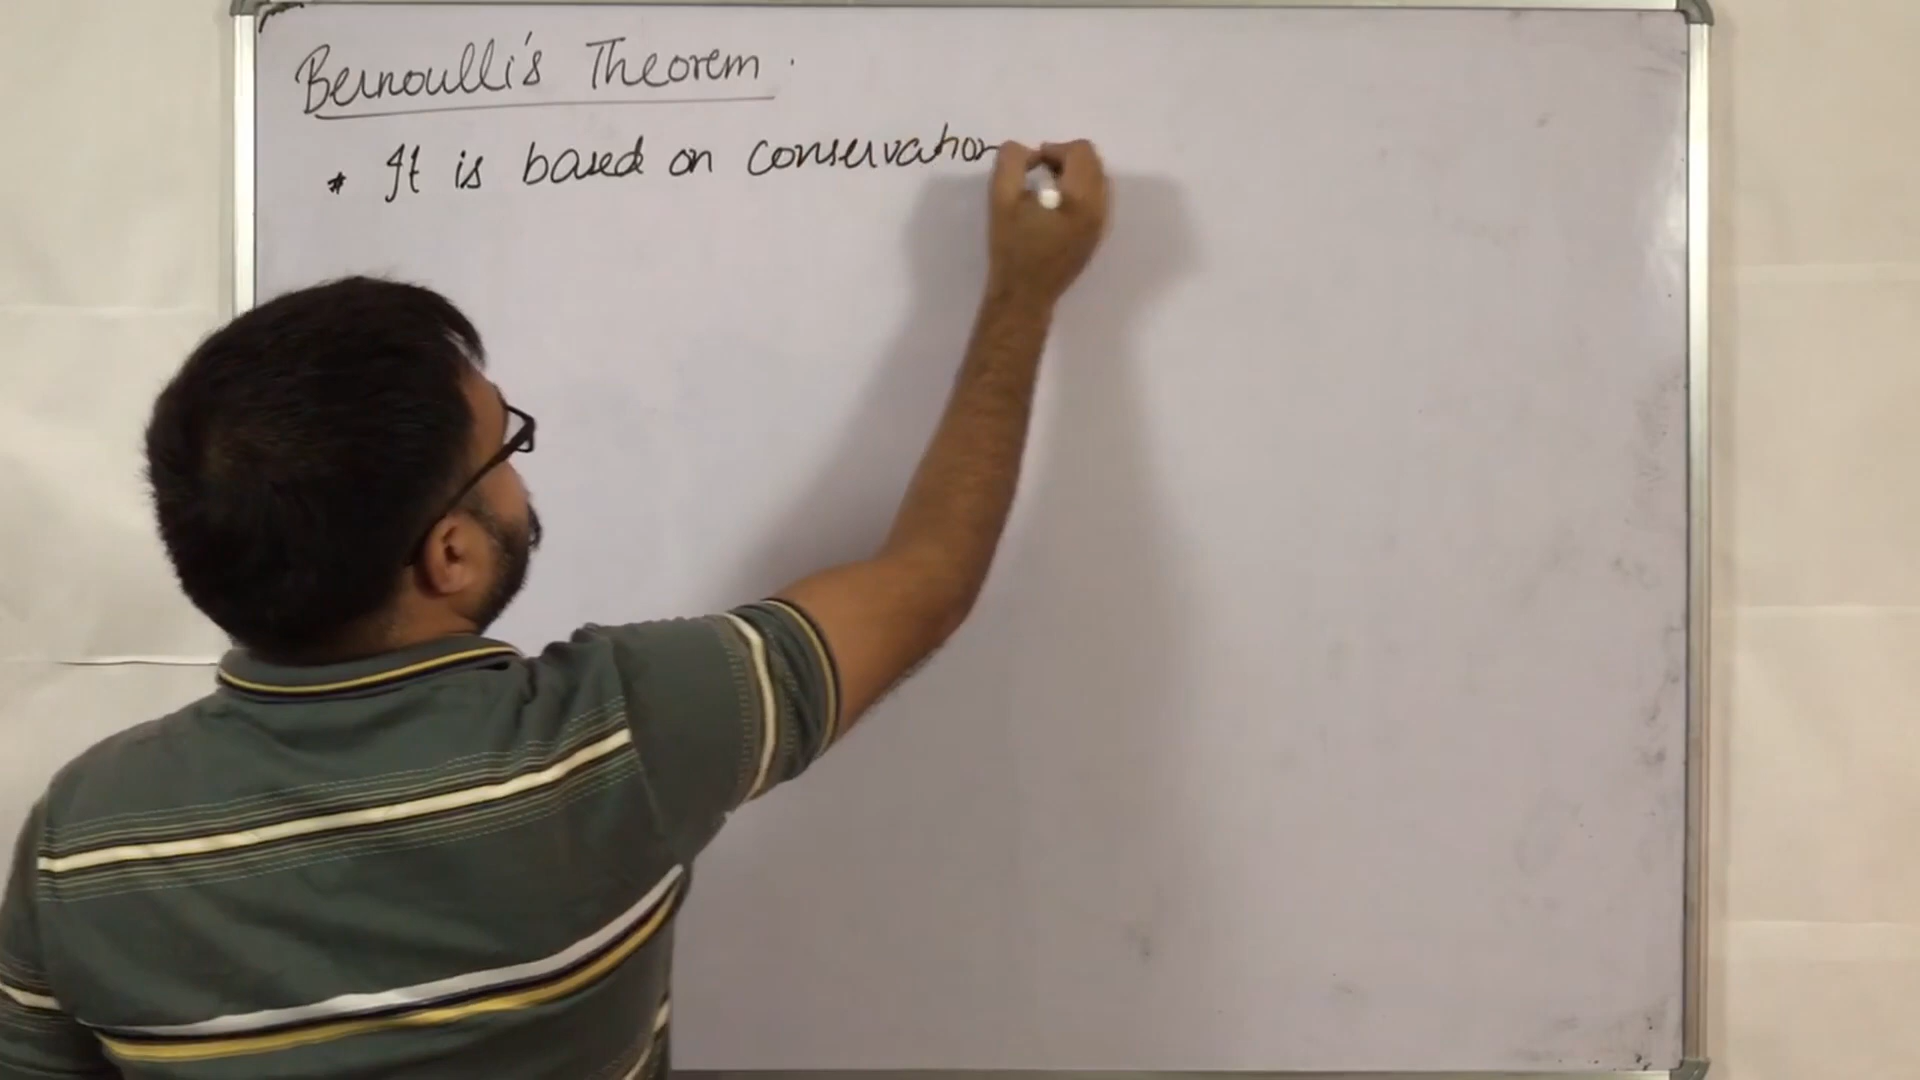 Bernoulli's Theorem.
* It is based on conservation